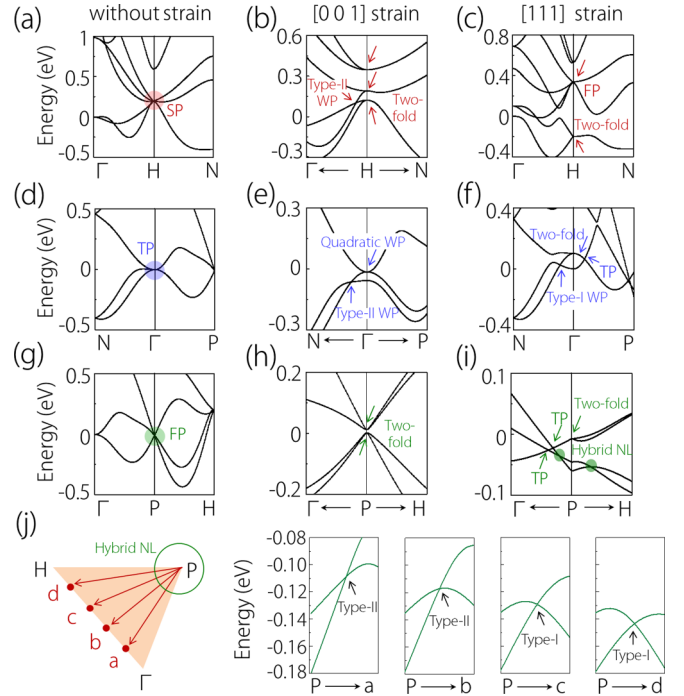 without strain
[0 0 1] strain
[111] strain
(a)
Energy (eV)
1
0.5
0
-0.5
SP
Γ
H
N
(b)
0.6
0.3
0
-0.3
Type-II
WP
Two-
fold
Γ
H
N
(c)
0.8
0.4
0
-0.4
FP
Two-fold
Γ
H
N
(d)
Energy (eV)
0.5
0
-0.5
TP
N
Γ
P
(e)
0.3
0
-0.3
Quadratic WP
Type-II WP
N
Γ
P
(f)
0.4
0
-0.4
Two-fold
TP
Type-I WP
N
Γ
P
(g)
Energy (eV)
0.5
0
-0.5
FP
Γ
P
H
(h)
0.2
0
-0.2
Two-
fold
Γ
P
H
(i)
0.1
0
-0.1
Two-fold
TP
Hybrid NL
TP
TP
Γ
P
H
(j)
Hybrid NL
H
P
d
c
b
a
Γ
Energy (eV)
-0.08
-0.10
-0.12
-0.14
-0.16
-0.18
Type-II
P
a
Type-II
P
b
Type-I
P
c
Type-I
P
d